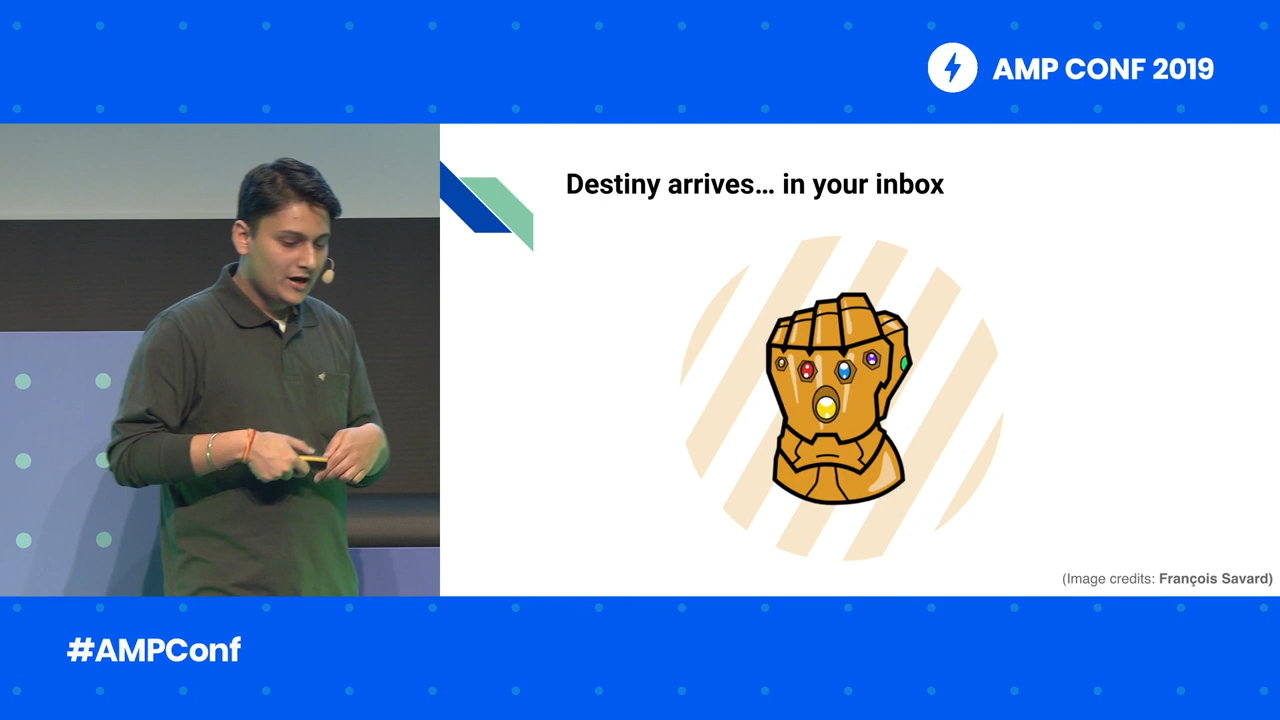 AMP CONF 2019
Destiny arrives... in your inbox
(Image credits: François Savard)
#AMPConf